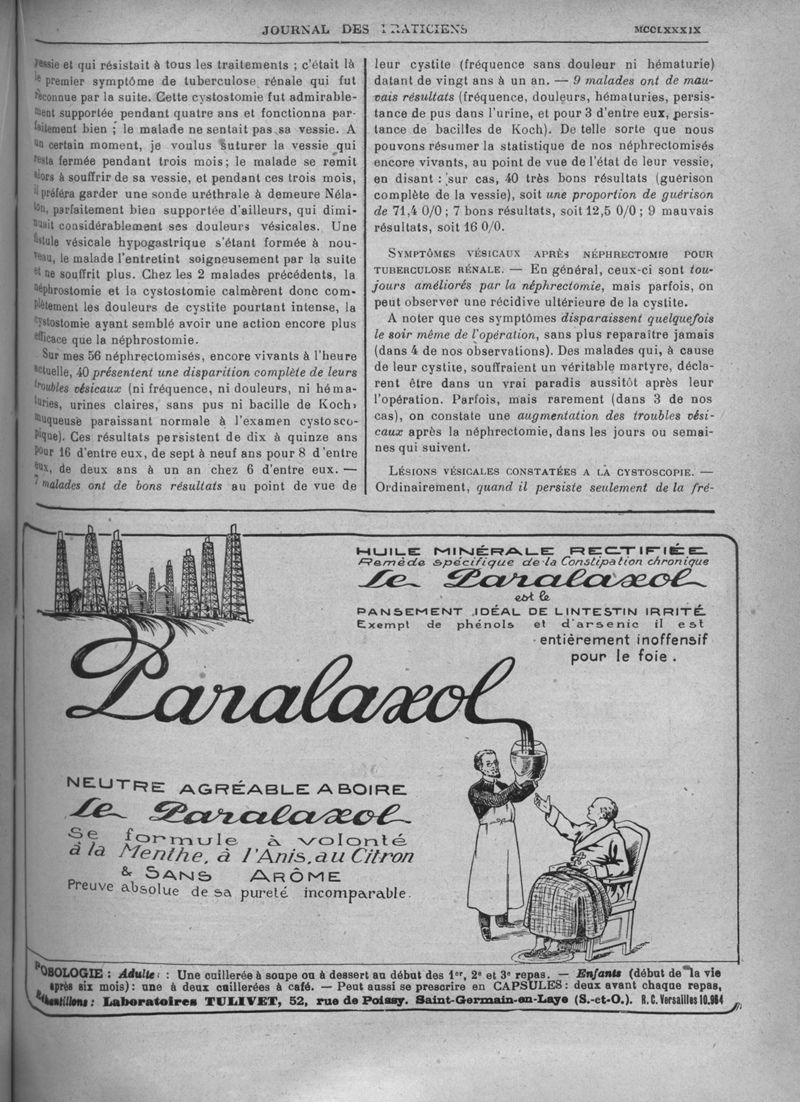 JOURNAL DES PRATICIENS
MCCLXXXIX
vessie et qui résistait à tous les traitements ; c'était là
le premier symptôme de tuberculose rénale qui fut
reconnue par la suite. Cette cystostomie fut admirable-
ment supportée pendant quatre ans et fonctionna par-
faitement bien ; le malade ne sentait pas sa vessie. A
un certain moment, je voulus suturer la vessie qui
resta fermée pendant trois mois ; le malade se remit
alors à souffrir de sa vessie, et pendant ces trois mois,
il préféra garder une sonde uréthrale à demeure Néla-
ton, parfaitement bien supportée d'ailleurs, qui dimi-
nuait considérablement ses douleurs vésicales. Une
fistule vésicale hypogastrique s'étant formée à nou-
veau, le malade l'entretint soigneusement par la suite
et ne souffrit plus. Chez les 2 malades précédents, la
néphrostomie et la cystostomie calmèrent donc com-
plètement les douleurs de cystite pourtant intense, la
cystostomie ayant semblé avoir une action encore plus
efficace que la néphrostomie.
Sur mes 56 néphrectomisés, encore vivants à l'heure
actuelle, 40 présentent une disparition complète de leurs
troubles vésicaux (ni fréquence, ni douleurs, ni héma-
turies, urines claires, sans pus ni bacille de Koch,
muqueuse paraissant normale à l'examen cystosco-
pique). Ces résultats persistent de dix à quinze ans
pour 16 d'entre eux, de sept à neuf ans pour 8 d'entre
eux, de deux ans à un an chez 6 d'entre eux. —
7 malades ont de bons résultats au point de vue de
leur cystite (fréquence sans douleur ni hématurie)
datant de vingt ans à un an. — 9 malades ont de mau-
vais résultats (fréquence, douleurs, hématuries, persis-
tance de pus dans l'urine, et pour 3 d'entre eux, persis-
tance de bacilles de Koch). De telle sorte que nous
pouvons résumer la statistique de nos néphrectomisés
encore vivants, au point de vue de l'état de leur vessie,
en disant : sur cas, 40 très bons résultats (guérison
complète de la vessie), soit une proportion de guérison
de 71,4 0/0 ; 7 bons résultats, soit 12,5 0/0 ; 9 mauvais
résultats, soit 16 0/0.
SYMPTÔMES VÉSICAUX APRÈS NÉPHRECTOMIE POUR
TUBERCULOSE RÉNALE. — En général, ceux-ci sont tou-
jours améliorés par la néphrectomie, mais parfois, on
peut observer une récidive ultérieure de la cystite.
A noter que ces symptômes disparaissent quelquefois
le soir même de l'opération, sans plus reparaître jamais
(dans 4 de nos observations). Des malades qui, à cause
de leur cystite, souffraient un véritable martyre, décla-
rent être dans un vrai paradis aussitôt après leur
l'opération. Parfois, mais rarement (dans 3 de nos
cas), on constate une augmentation des troubles vési-
caux après la néphrectomie, dans les jours ou semai-
nes qui suivent.
LÉSIONS VÉSICALES CONSTATÉES A LA CYSTOSCOPIE. —
Ordinairement, quand il persiste seulement de la fré-
HUILE MINÉRALE RECTIFIÉE
Remède spécifique de la Constipation chronique
Le Paralaxol
est le
PANSEMENT IDÉAL DE L'INTESTIN IRRITÉ
Exempt de phénols et d'arsenic il est
entièrement inoffensif
pour le foie.
Paralaxol
NEUTRE AGRÉABLE A BOIRE
Le Paralaxol
Se formule à volonté
à la Menthe, à l'Anis, au Citron
& SANS ARÔME
Preuve absolue de sa pureté incomparable.
POSOLOGIE : Adulte : Une cuillerée à soupe ou à dessert au début des 1er, 2e et 3e repas. — Enfants (début de la vie
après six mois) : une à deux cuillerées à café. — Peut aussi se prescrire en CAPSULES : deux avant chaque repas,
Échantillons : Laboratoires TULIVET, 52, rue de Poissy. Saint-Germain-en-Laye (S.-et-O.). R.C. Versailles 10.984